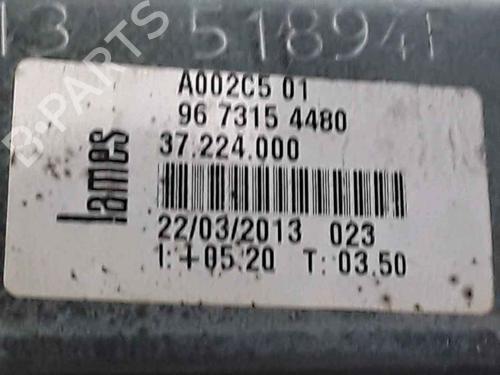 13 51894F
A002C5 01
96 7315 4480
37.224.000
lames
22/03/2013 023
1:+05.20 T: 03.50
B-PARTS